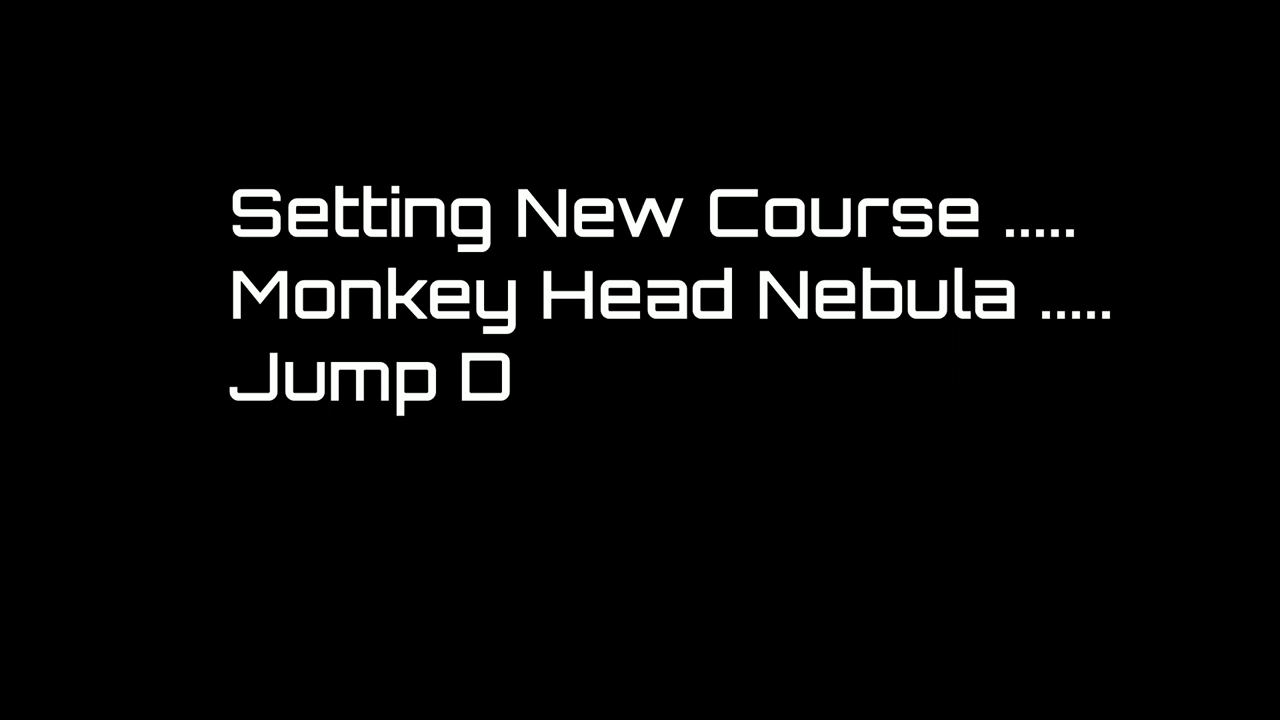 Setting New Course .....
Monkey Head Nebula .....
Jump D